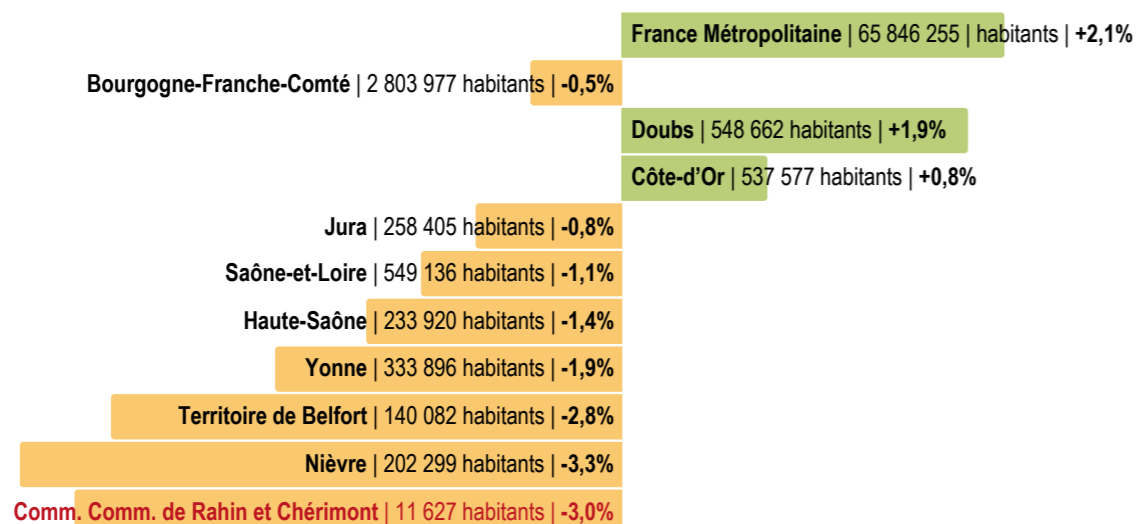 France Métropolitaine | 65 846 255 | habitants | +2,1%
Bourgogne-Franche-Comté | 2 803 977 habitants | -0,5%
Doubs | 548 662 habitants | +1,9%
Côte-d’Or | 537 577 habitants | +0,8%
Jura | 258 405 habitants | -0,8%
Saône-et-Loire | 549 136 habitants | -1,1%
Haute-Saône | 233 920 habitants | -1,4%
Yonne | 333 896 habitants | -1,9%
Territoire de Belfort | 140 082 habitants | -2,8%
Nièvre | 202 299 habitants | -3,3%
Comm. Comm. de Rahin et Chérimont | 11 627 habitants | -3,0%